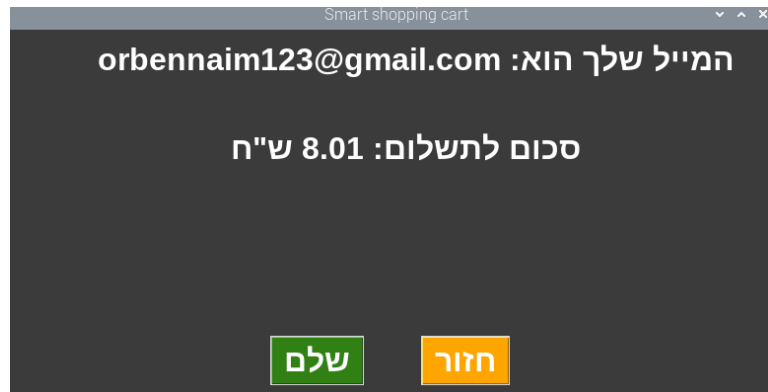 Smart shopping cart
המייל שלך הוא: orbennaim123@gmail.com
סכום לתשלום: 8.01 ש"ח
חזור
שלם